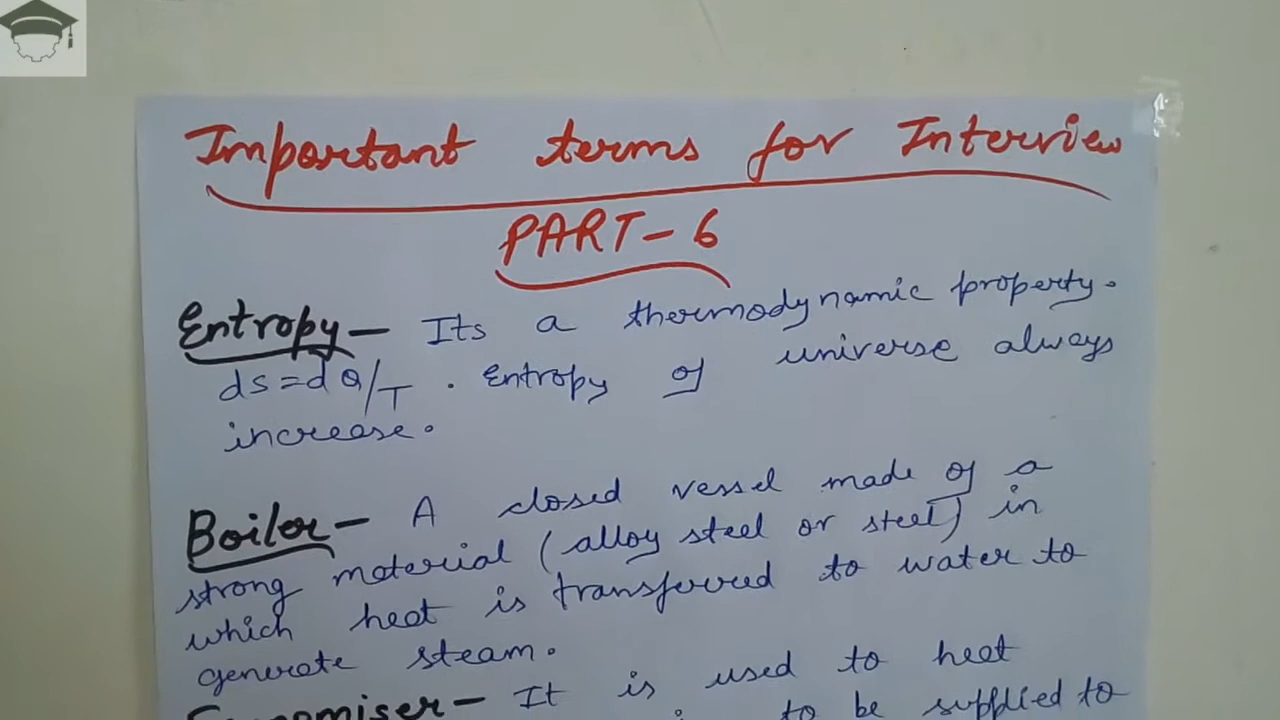 Important terms for Interview
PART-6
Entropy- Its a thermodynamic property.
ds=dQ/T . Entropy of universe always
increase.
Boiler- A closed vessel made of a
strong material (alloy steel or steel) in
which heat is transferred to water to
generate steam.
Economiser- It is used to heat
to be supplied to